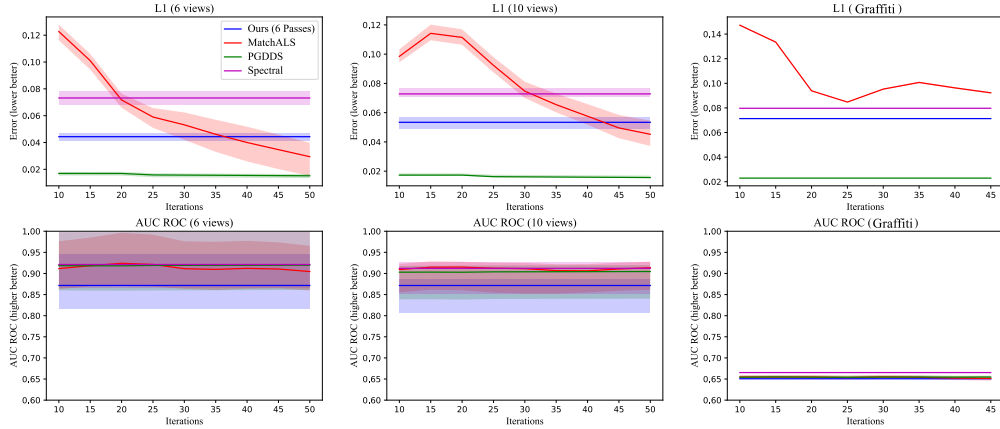 L1 (6 views)
Error (lower better)
0.12
0.10
0.08
0.06
0.04
0.02
Ours (6 Passes)
MatchALS
PGDDS
Spectral
10 15 20 25 30 35 40 45 50
Iterations
L1 (10 views)
Error (lower better)
0.12
0.10
0.08
0.06
0.04
0.02
10 15 20 25 30 35 40 45 50
Iterations
L1 (Graffiti)
Error (lower better)
0.14
0.12
0.10
0.08
0.06
0.04
0.02
10 15 20 25 30 35 40 45
Iterations
AUC ROC (6 views)
AUC ROC (higher better)
1.00
0.95
0.90
0.85
0.80
0.75
0.70
0.65
0.60
10 15 20 25 30 35 40 45 50
Iterations
AUC ROC (10 views)
AUC ROC (higher better)
1.00
0.95
0.90
0.85
0.80
0.75
0.70
0.65
0.60
10 15 20 25 30 35 40 45 50
Iterations
AUC ROC (Graffiti)
AUC ROC (higher better)
1.00
0.95
0.90
0.85
0.80
0.75
0.70
0.65
0.60
10 15 20 25 30 35 40 45
Iterations